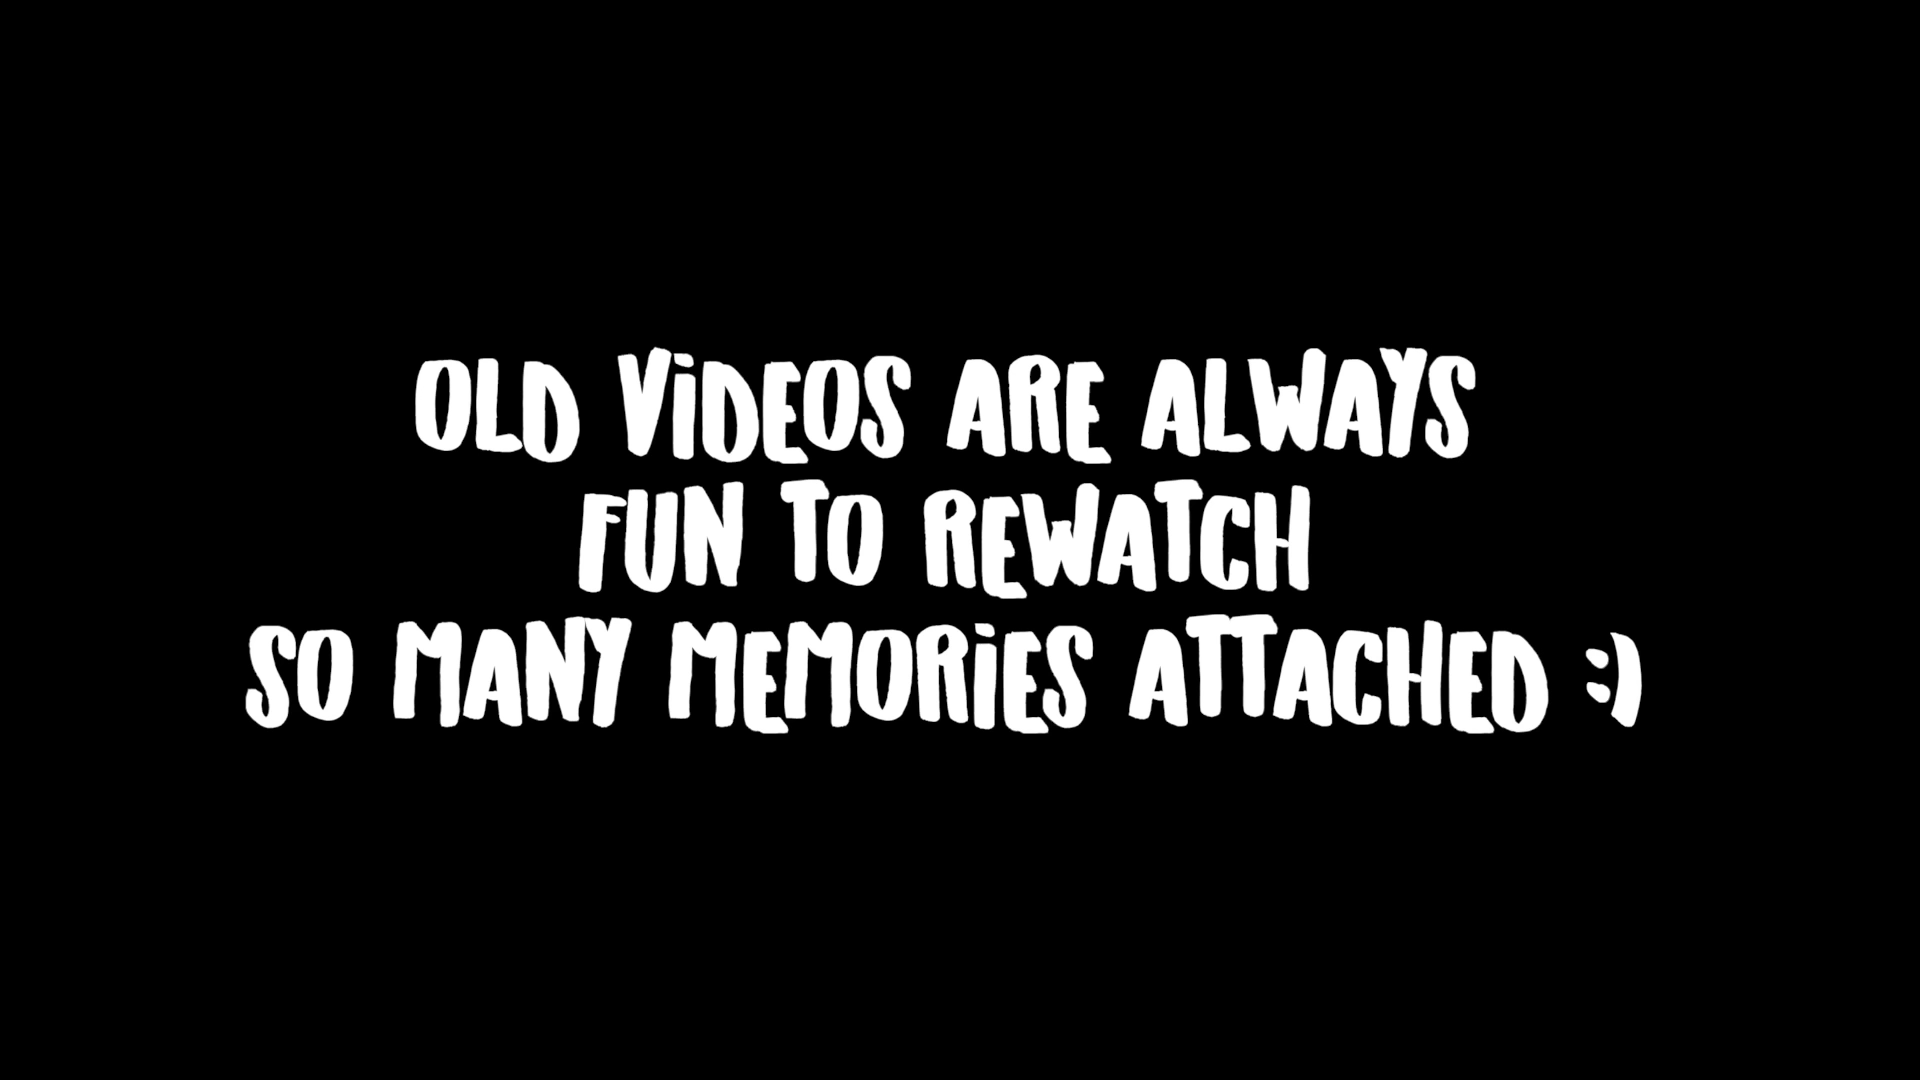 OLD ViDEOS ARE ALWAYS
FUN TO REWATCH
SO MANY MEMORiES ATTACHED :)